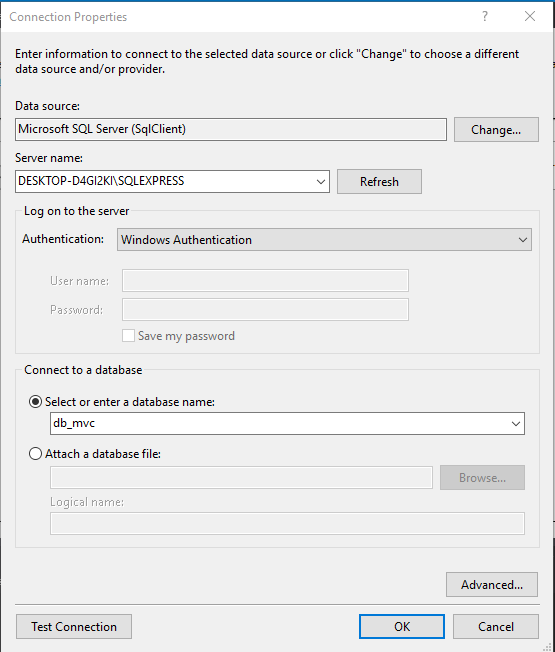 Connection Properties
Enter information to connect to the selected data source or click "Change" to choose a different
data source and/or provider.
Data source:
Microsoft SQL Server (SqlClient)
Change...
Server name:
DESKTOP-D4GI2KI\SQLEXPRESS
Refresh
Log on to the server
Authentication:
Windows Authentication
User name:
Password:
Save my password
Connect to a database
Select or enter a database name:
db_mvc
Attach a database file:
Browse...
Logical name:
Advanced...
Test Connection
OK
Cancel